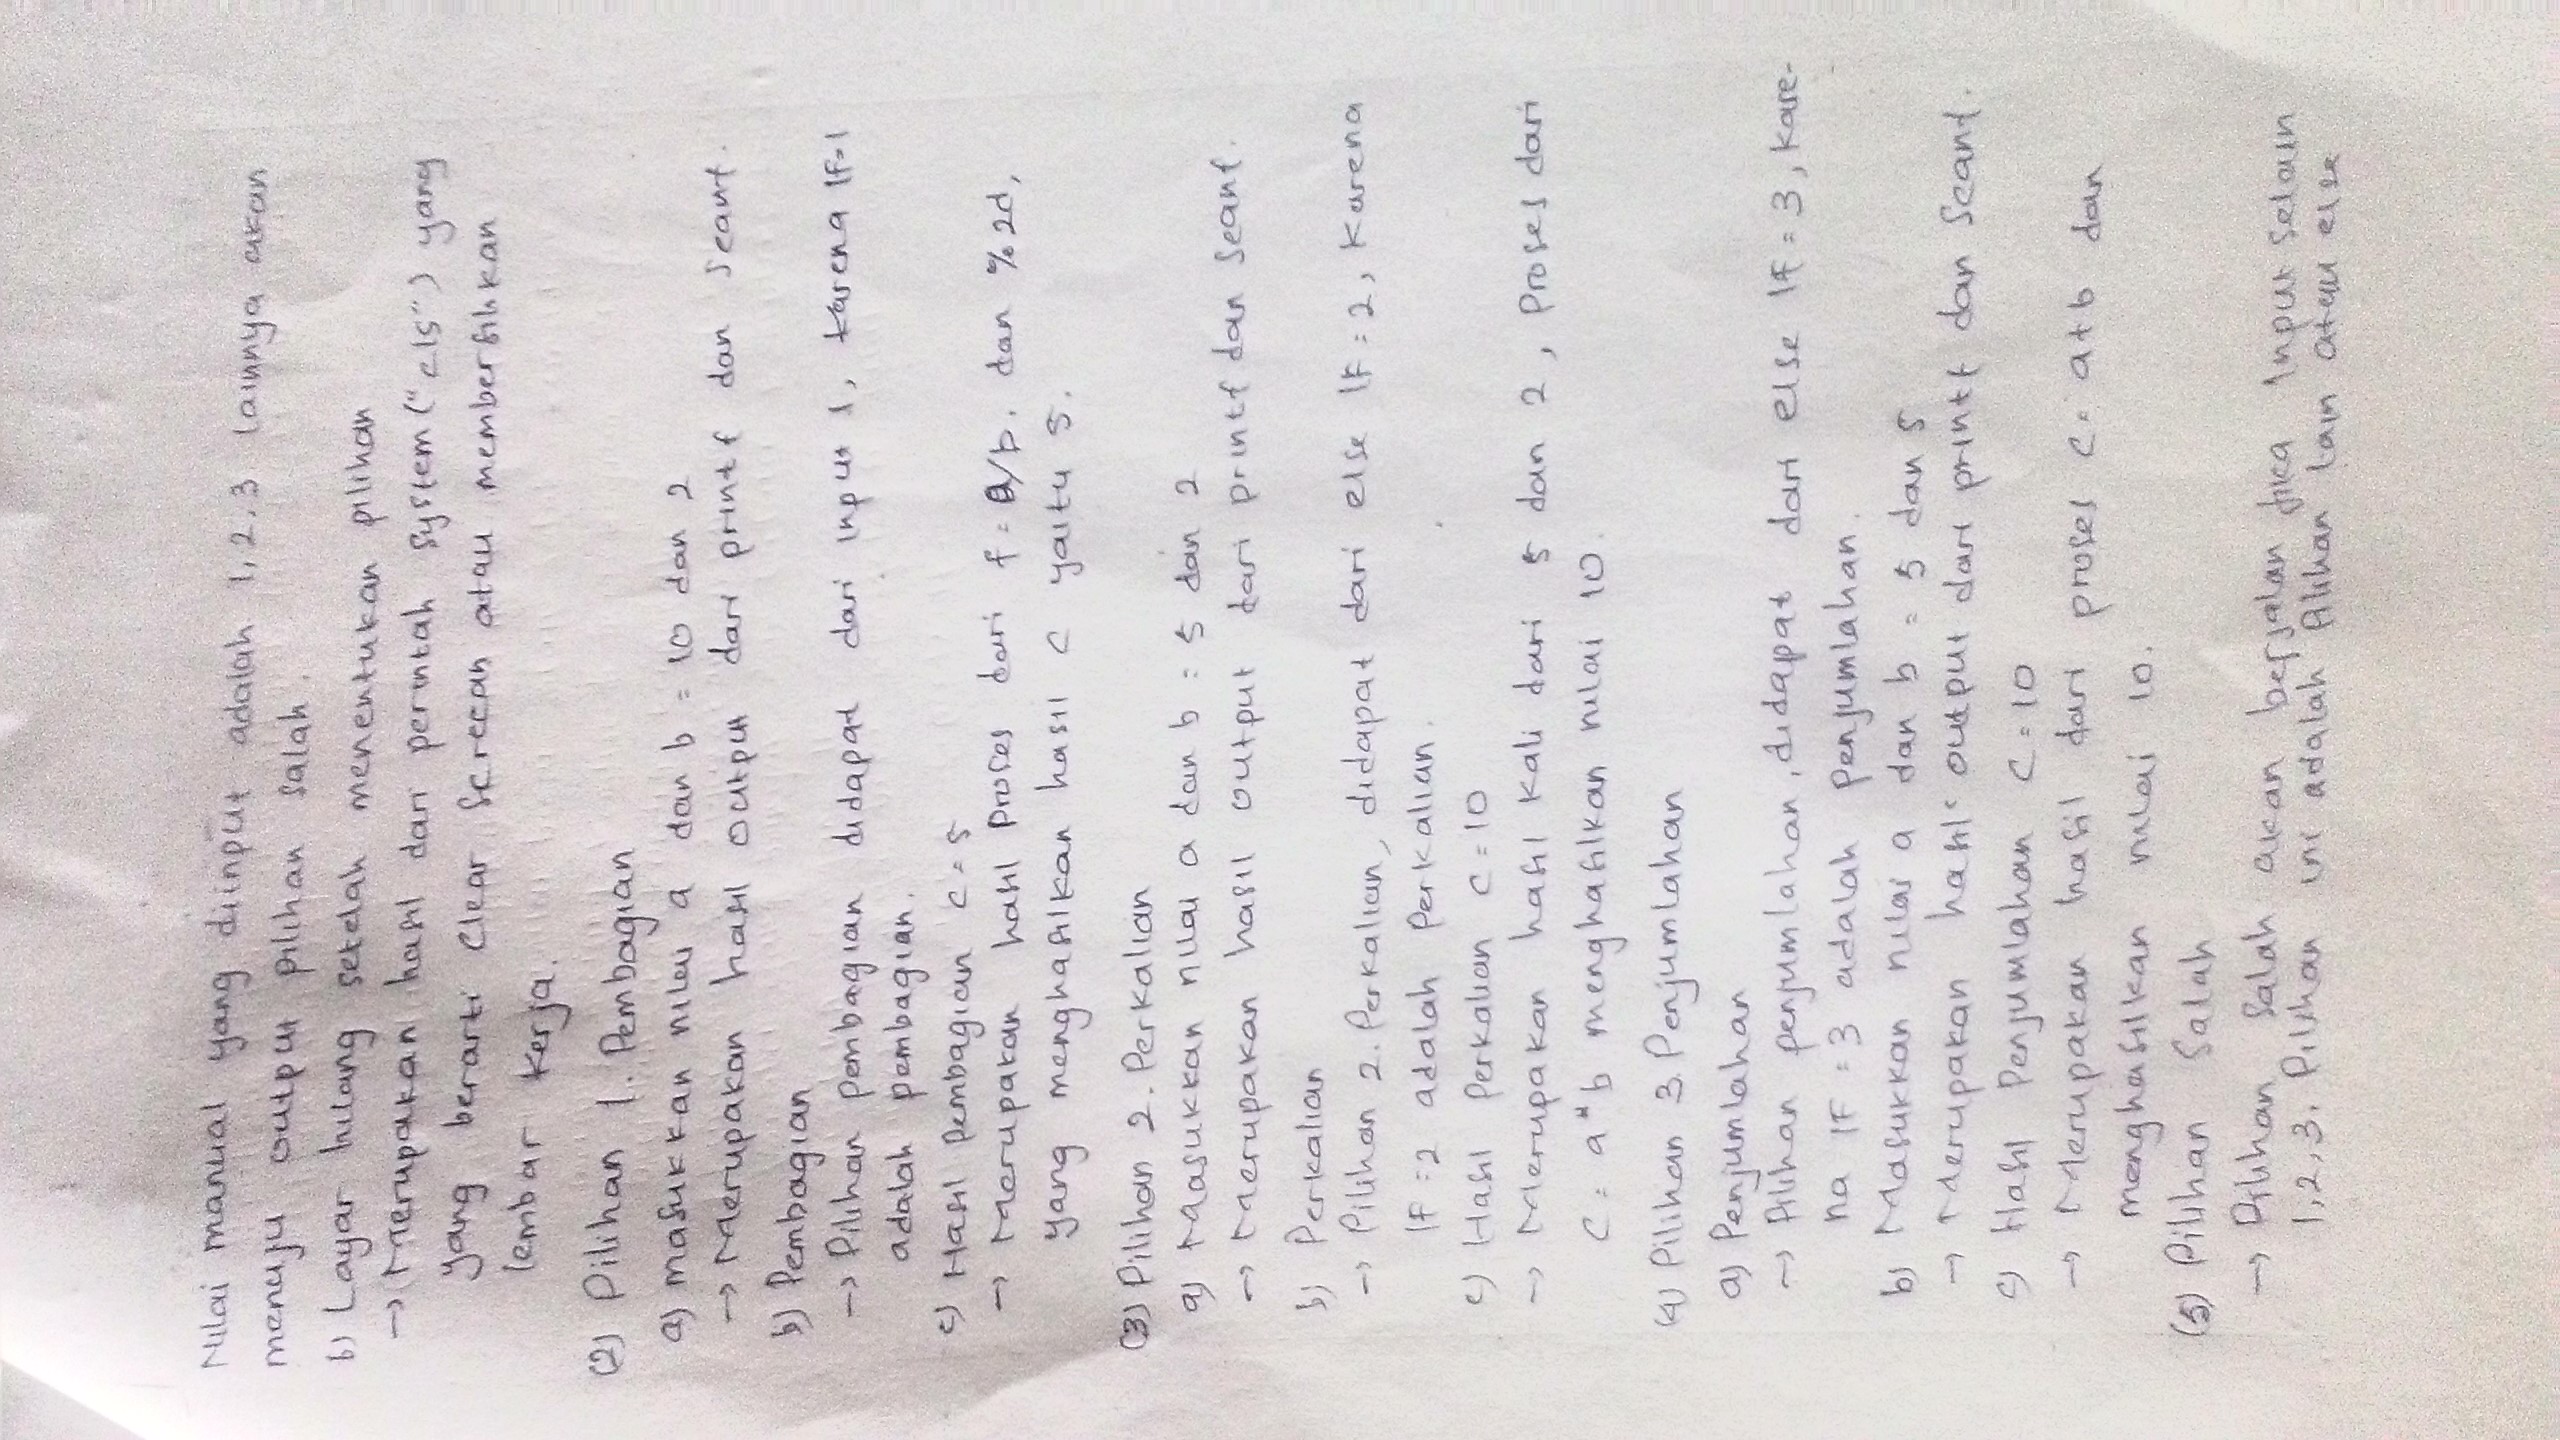 Nilai manual yang diinput adalah 1, 2, 3 lainnya akan
menuju output pilihan salah.
b) Layar hilang setelah menentukan pilihan
→ Merupakan hasil dari perintah system("cls") yang
yang berarti clear screean atau membersihkan
lembar kerja.
(2) Pilihan 1. Pembagian
a) masukkan nilai a dan b = 10 dan 2
→ Merupakan hasil output dari printf dan scanf.
b) Pembagian
→ Pilihan pembagian didapat dari input 1, karena IF=1
adalah pembagian.
c) Hasil pembagian c = 5
→ Merupakan hasil proses dari f = a/b. dan %2d,
yang menghasilkan hasil c yaitu 5.
(3) Pilihan 2. Perkalian
a) Masukkan nilai a dan b = 5 dan 2
→ Merupakan hasil output dari printf dan scanf.
b) Perkalian
→ Pilihan 2. Perkalian, didapat dari else IF = 2, karena
IF = 2 adalah perkalian.
c) Hasil perkalian c = 10
→ Merupakan hasil kali dari 5 dan 2, proses dari
c = a*b menghasilkan nilai 10.
(4) Pilihan 3. Penjumlahan
a) Penjumlahan
→ Pilihan penjumlahan, didapat dari else IF = 3, kare-
na IF = 3 adalah penjumlahan.
b) Masukkan nilai a dan b = 5 dan 5
→ Merupakan hasil output dari printf dan scanf.
c) Hasil Penjumlahan c = 10
→ Merupakan hasil dari proses c = a+b dan
menghasilkan nilai 10.
(5) Pilihan Salah
→ Pilihan salah akan berjalan jika input selain
1, 2, 3. Pilihan ini adalah Pilihan lain atau else